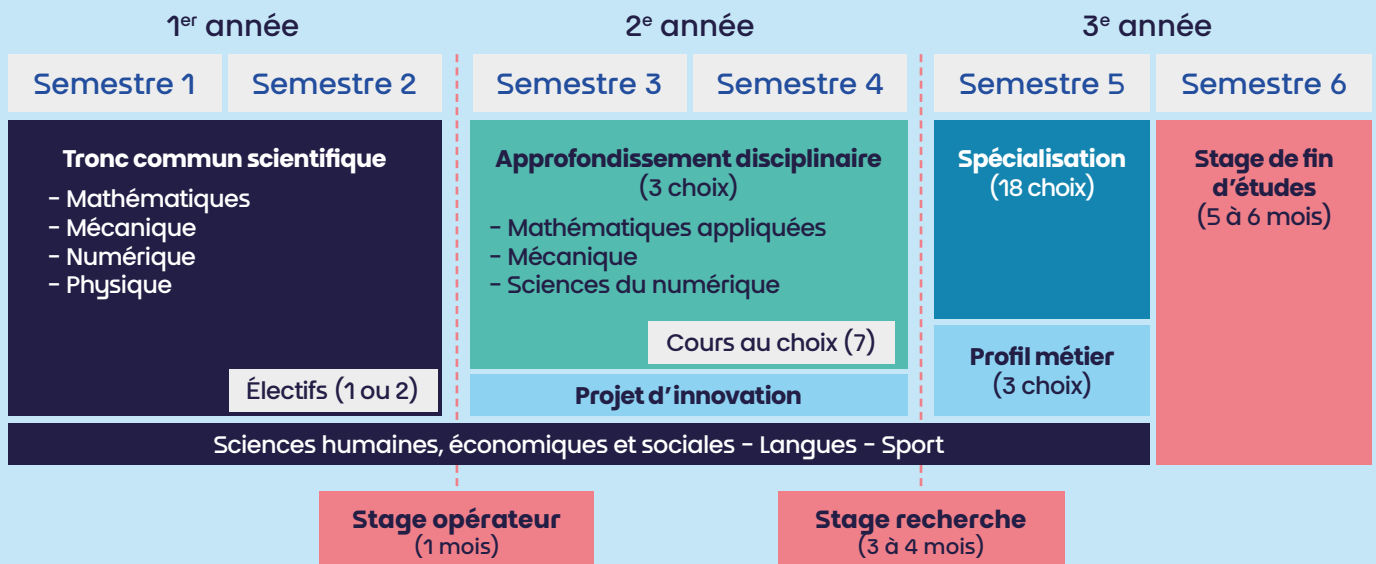 1er année
2e année
3e année
Semestre 1
Semestre 2
Semestre 3
Semestre 4
Semestre 5
Semestre 6
Tronc commun scientifique
- Mathématiques
- Mécanique
- Numérique
- Physique
Électifs (1 ou 2)
Approfondissement disciplinaire
(3 choix)
- Mathématiques appliquées
- Mécanique
- Sciences du numérique
Cours au choix (7)
Projet d'innovation
Spécialisation
(18 choix)
Profil métier
(3 choix)
Stage de fin
d'études
(5 à 6 mois)
Sciences humaines, économiques et sociales - Langues - Sport
Stage opérateur
(1 mois)
Stage recherche
(3 à 4 mois)